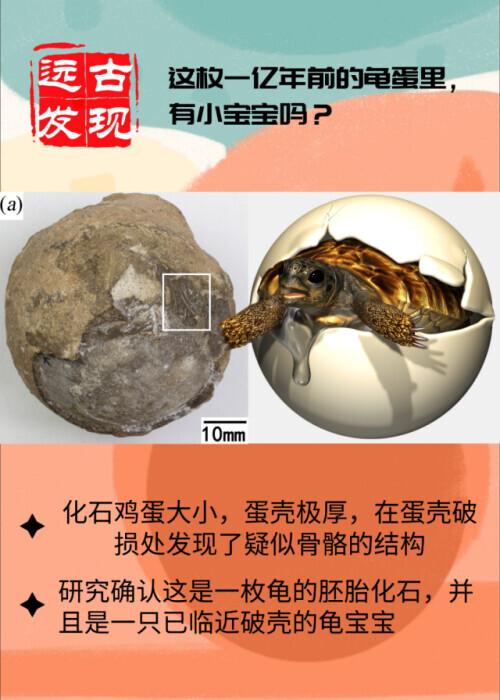 远古
发现
这枚一亿年前的龟蛋里，
有小宝宝吗？
(a)
10mm
化石鸡蛋大小，蛋壳极厚，在蛋壳破
损处发现了疑似骨骼的结构
研究确认这是一枚龟的胚胎化石，并
且是一只已临近破壳的龟宝宝